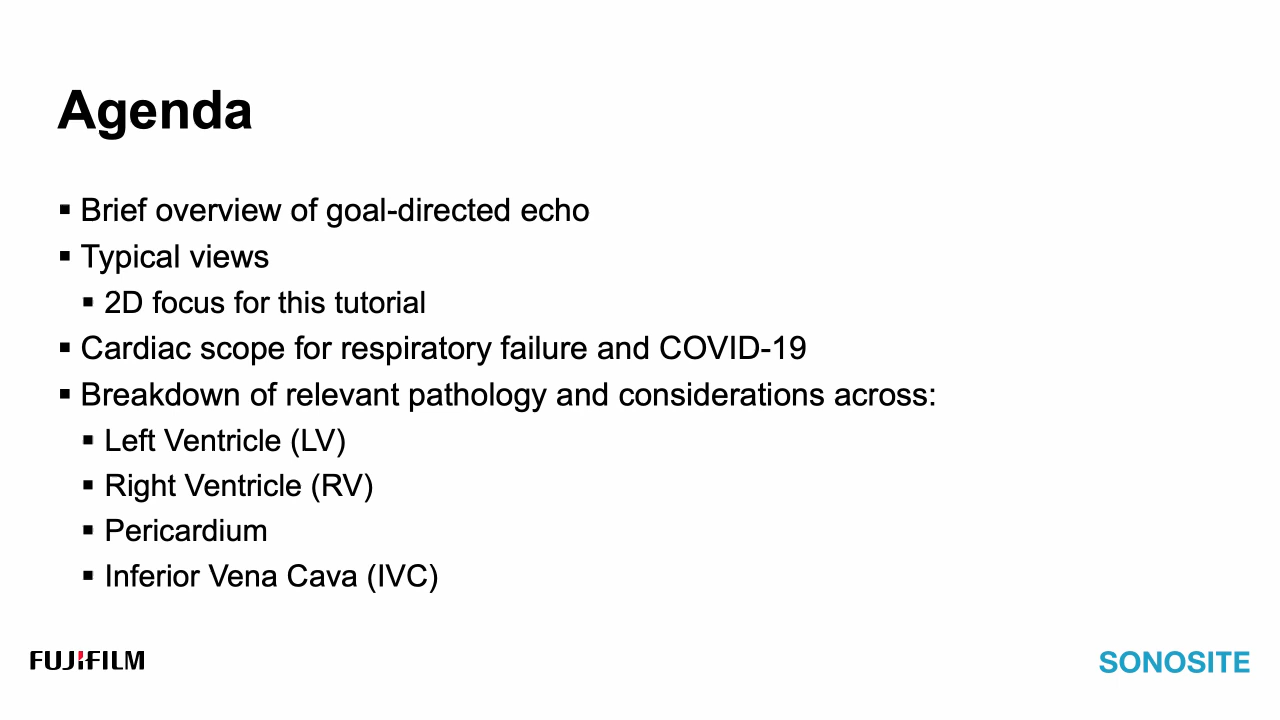 Agenda
▪ Brief overview of goal-directed echo
▪ Typical views
▪ 2D focus for this tutorial
▪ Cardiac scope for respiratory failure and COVID-19
▪ Breakdown of relevant pathology and considerations across:
▪ Left Ventricle (LV)
▪ Right Ventricle (RV)
▪ Pericardium
▪ Inferior Vena Cava (IVC)
FUJIFILM
SONOSITE